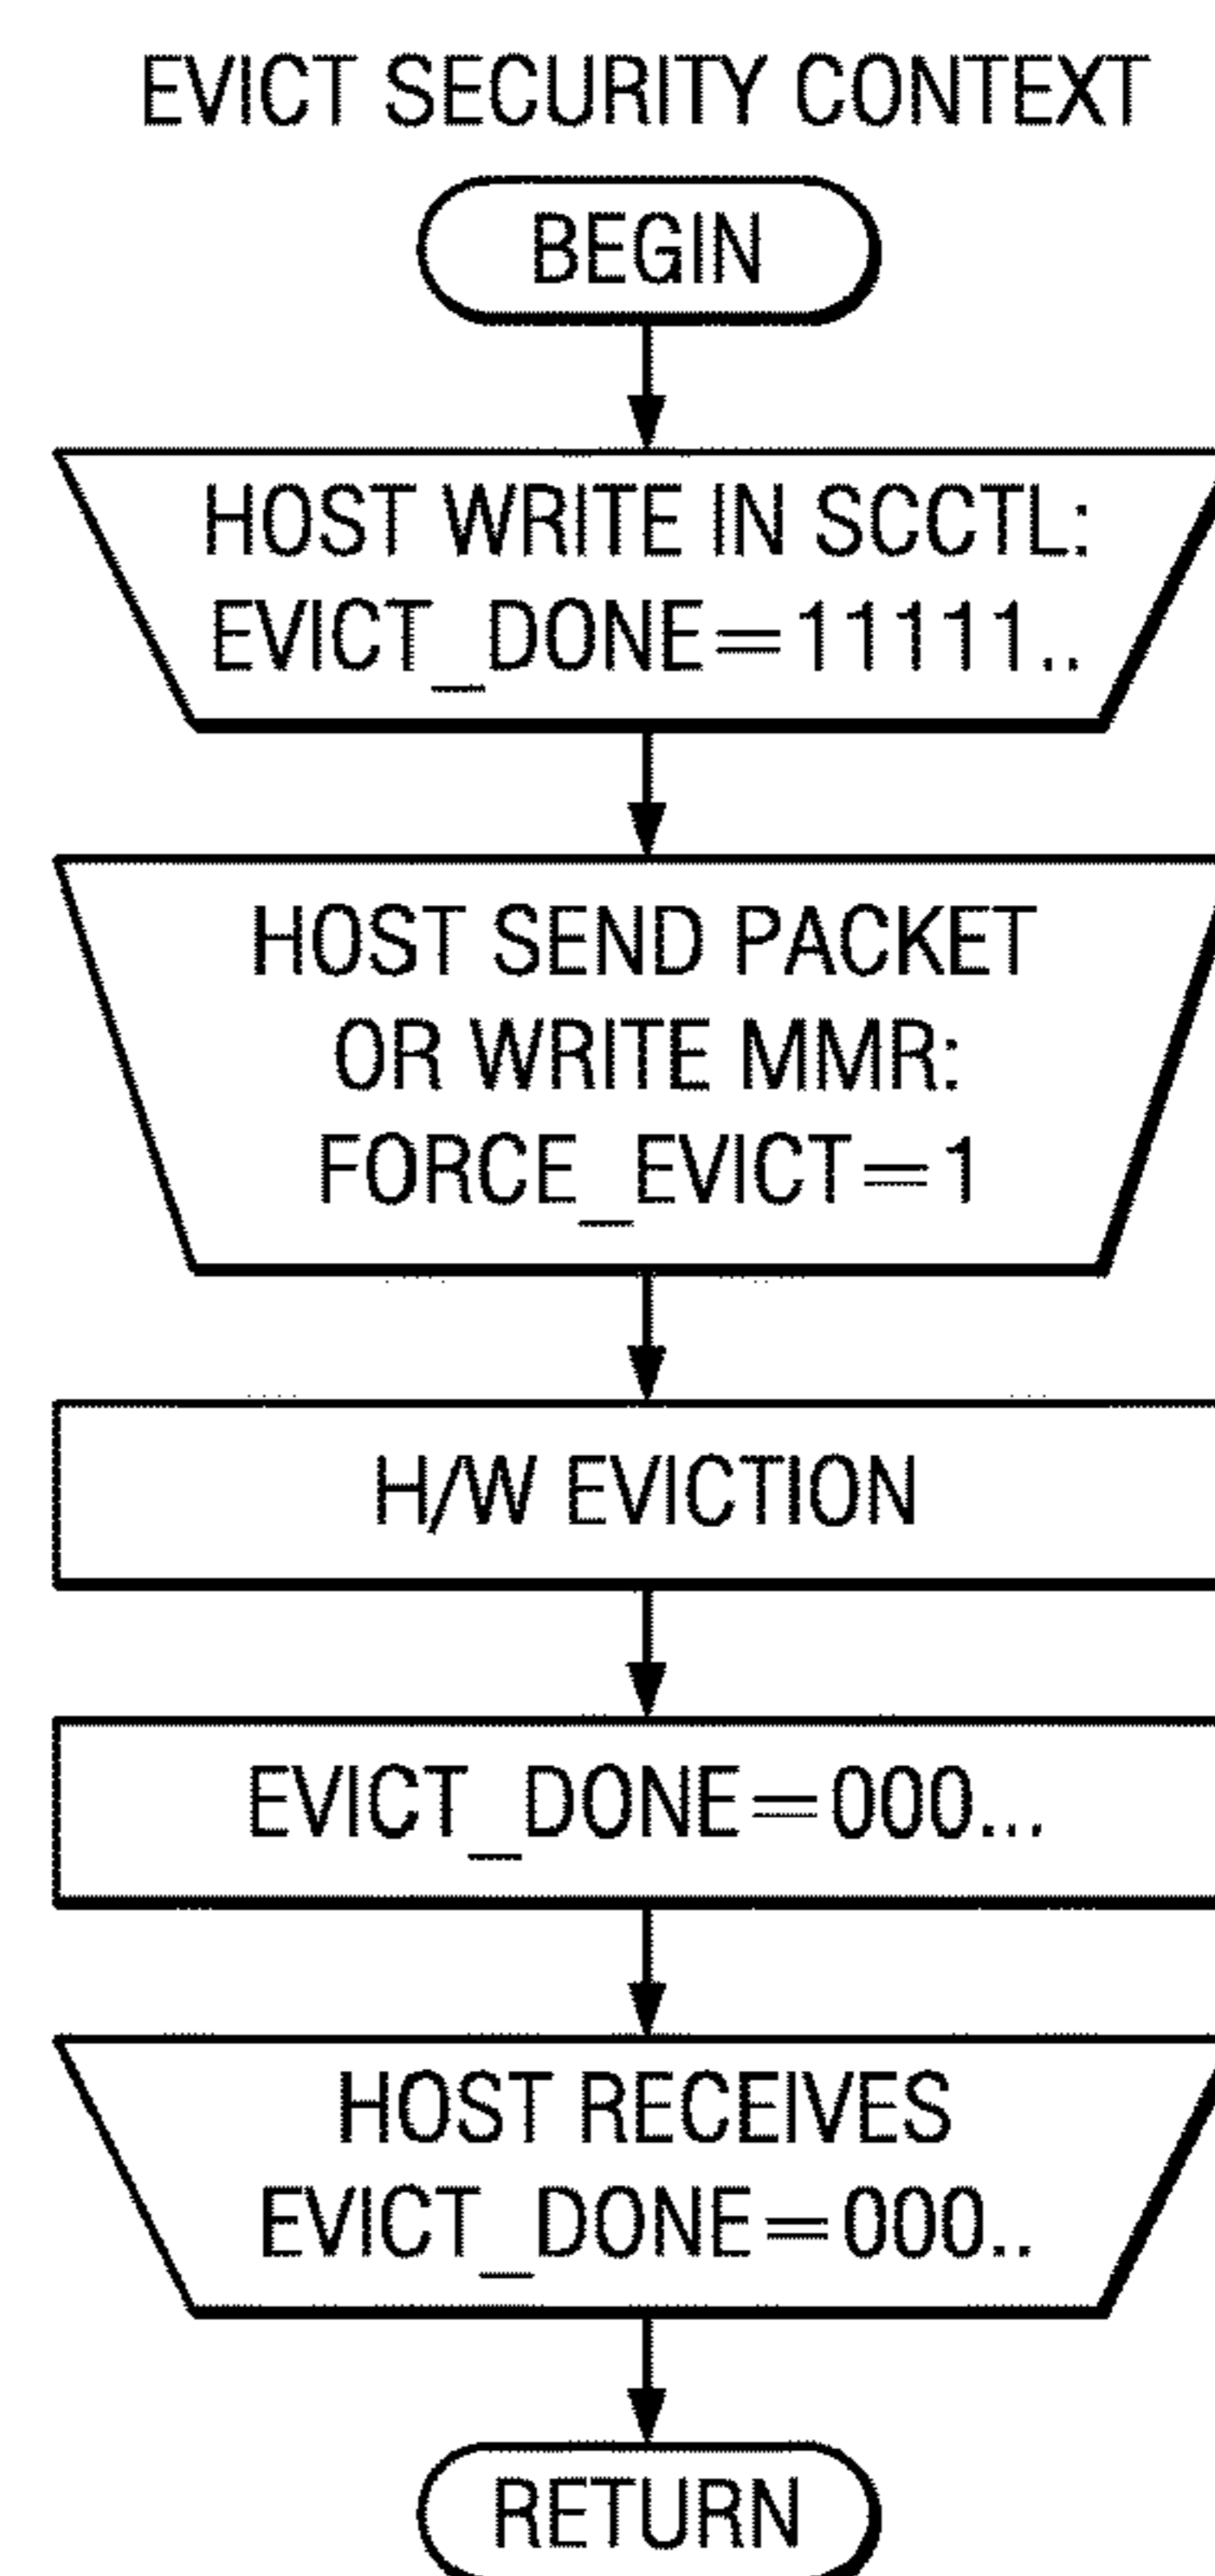 EVICT SECURITY CONTEXT
BEGIN
HOST WRITE IN SCCTL:
EVICT_DONE=11111..
HOST SEND PACKET
OR WRITE MMR:
FORCE_EVICT=1
H/W EVICTION
EVICT_DONE=000...
HOST RECEIVES
EVICT_DONE=000..
RETURN